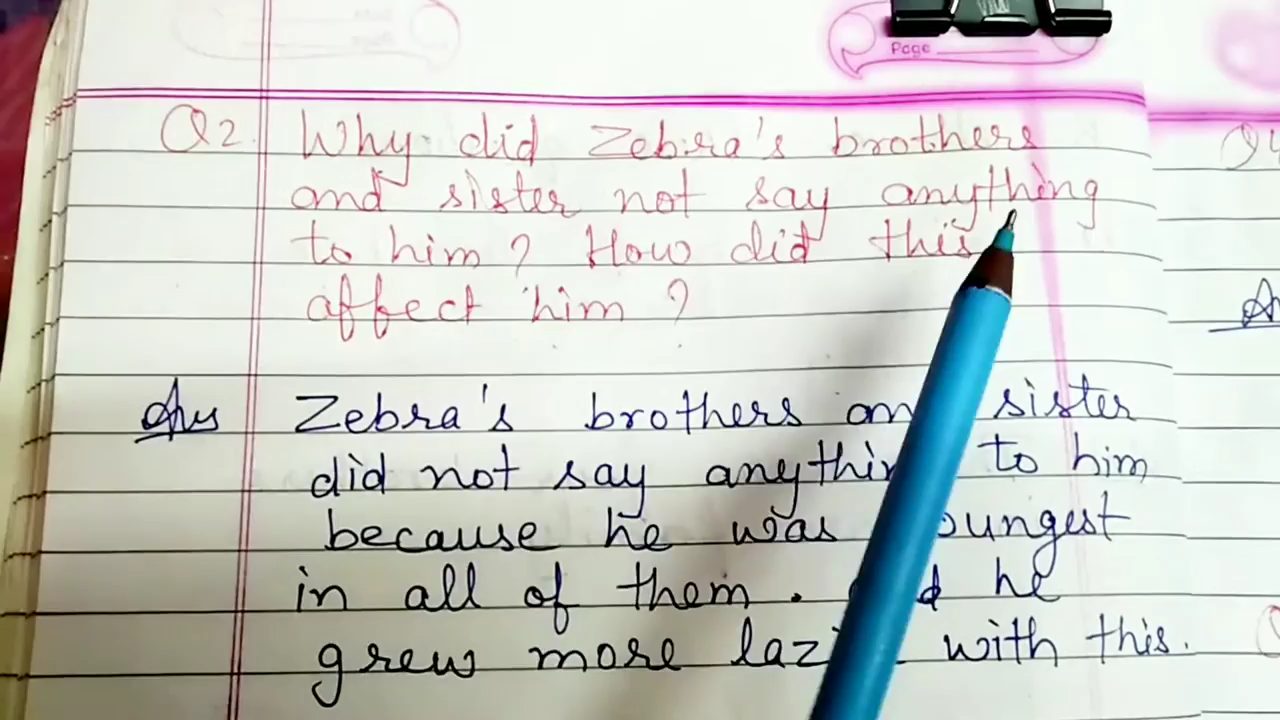 Page
Q2. Why did Zebra's brothers
and sister not say anything
to him? How did this
affect him?
Ans Zebra's brothers an sister
did not say anythin to him
because he was oungest
in all of them. d he
grew more laz with this.